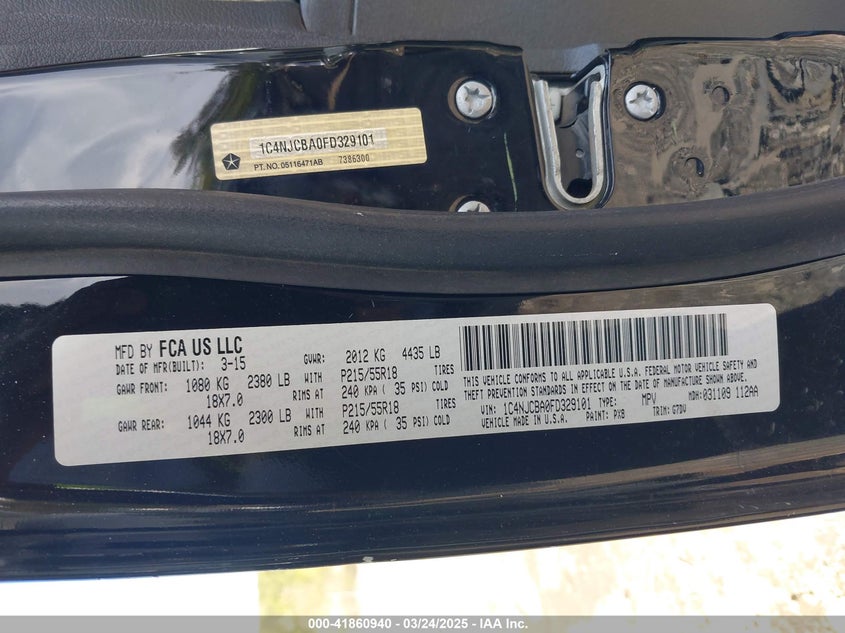 1C4NJCBA0FD329101
PT. NO. 05116471AB 7386300
MFD BY FCA US LLC
DATE OF MFR(BUILT): 3-15 GVWR: 2012 KG 4435 LB
GAWR FRONT: 1080 KG 2380 LB WITH P215/55R18 TIRES
18X7.0 RIMS AT 240 KPA ( 35 PSI) COLD
GAWR REAR: 1044 KG 2300 LB WITH P215/55R18 TIRES
18X7.0 RIMS AT 240 KPA ( 35 PSI) COLD
THIS VEHICLE CONFORMS TO ALL APPLICABLE U.S.A. FEDERAL MOTOR VEHICLE SAFETY AND
THEFT PREVENTION STANDARDS IN EFFECT ON THE DATE OF MANUFACTURE SHOWN ABOVE.
VIN: 1C4NJCBA0FD329101 TYPE: MPV MDH: 031109 112AA
VEHICLE MADE IN U.S.A. PAINT: PX8 TRIM: G7DV
000-41860940 - 03/24/2025 - IAA Inc.